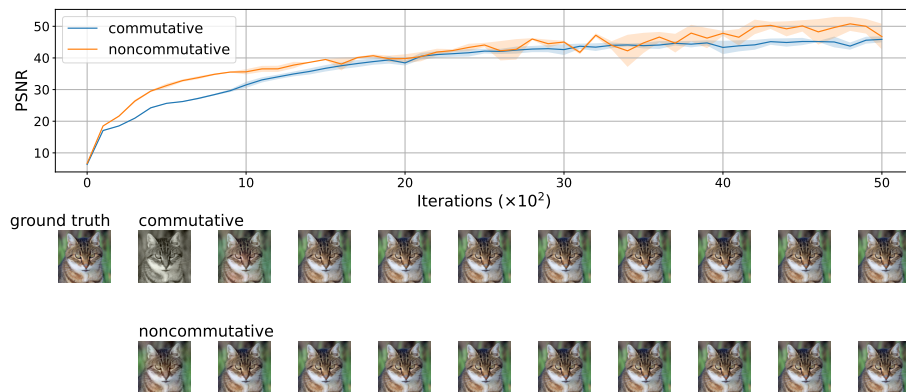 50
40
30
20
10
PSNR
commutative
noncommutative
0
10
20
30
40
50
Iterations (×10²)
ground truth
commutative
noncommutative